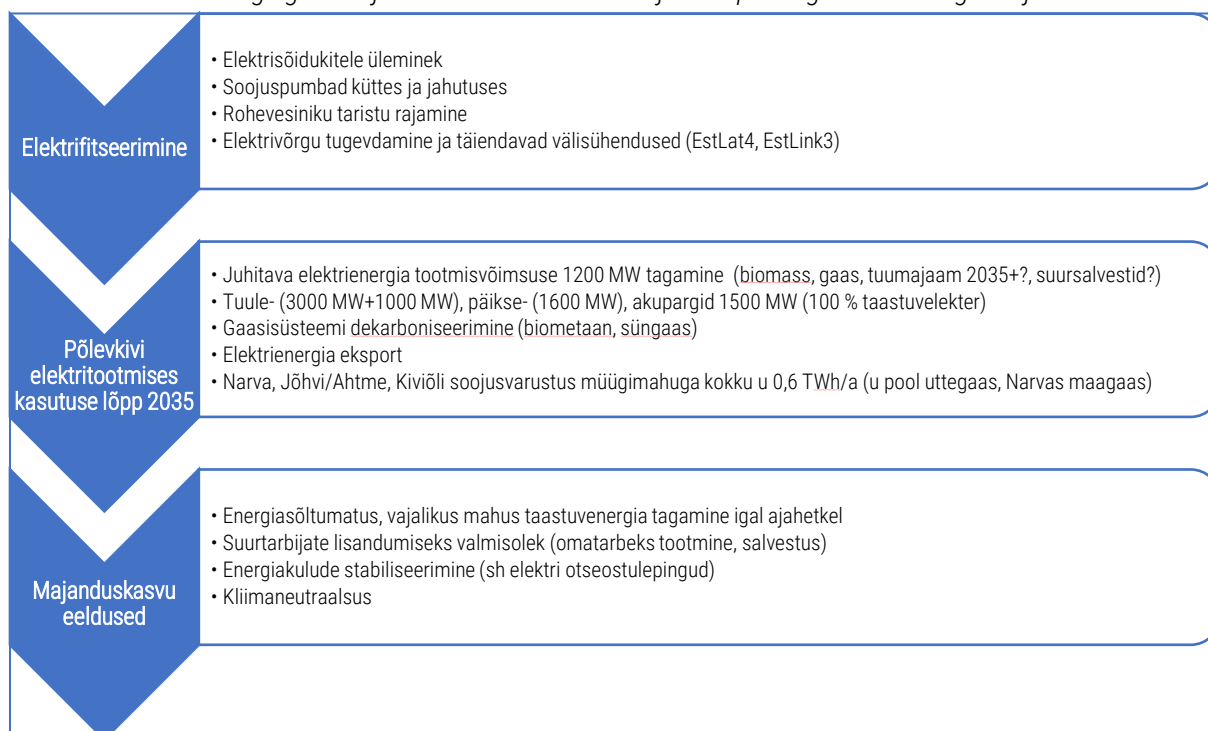 Elektrifitseerimine
• Elektrisõidukitele üleminek
• Soojuspumbad küttes ja jahutuses
• Rohevesiniku taristu rajamine
• Elektrivõrgu tugevdamine ja täiendavad välisühendused (EstLat4, EstLink3)
Põlevkivi
elektritootmises
kasutuse lõpp 2035
• Juhitava elektrienergia tootmisvõimsuse 1200 MW tagamine (biomass, gaas, tuumajaam 2035+?, suursalvestid?)
• Tuule- (3000 MW+1000 MW), päikse- (1600 MW), akupargid 1500 MW (100 % taastuvelekter)
• Gaasisüsteemi dekarboniseerimine (biometaan, süngaas)
• Elektrienergia eksport
• Narva, Jõhvi/Ahtme, Kiviõli soojusvarustus müügimahuga kokku u 0,6 TWh/a (u pool uttegaas, Narvas maagaas)
Majanduskasvu
eeldused
• Energiasõltumatus, vajalikus mahus taastuvenergia tagamine igal ajahetkel
• Suurtarbijate lisandumiseks valmisolek (omatarbeks tootmine, salvestus)
• Energiakulude stabiliseerimine (sh elektri otseostulepingud)
• Kliimaneutraalsus